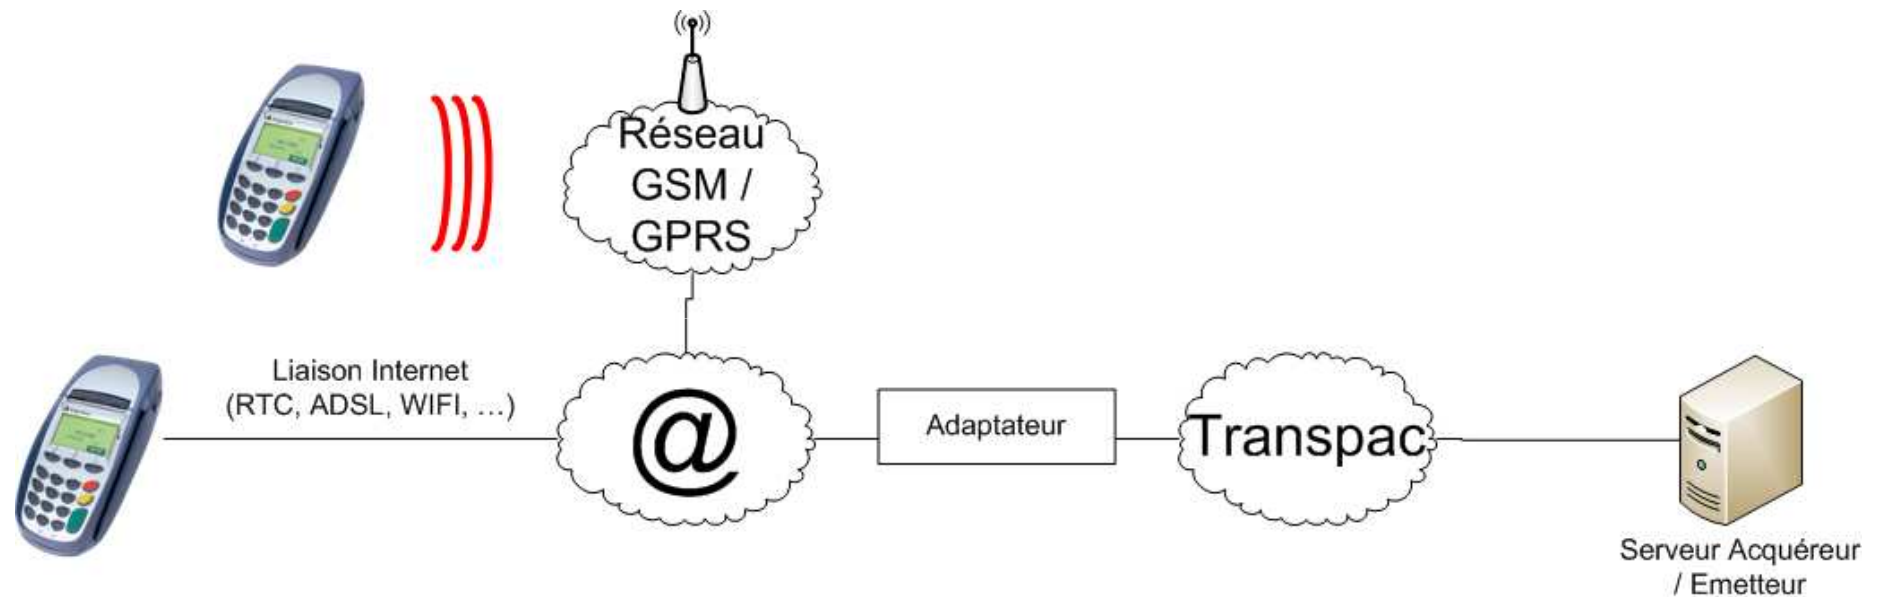 Réseau
GSM /
GPRS
Liaison Internet
(RTC, ADSL, WIFI, ...)
@
Adaptateur
Transpac
Serveur Acquéreur
/ Emetteur